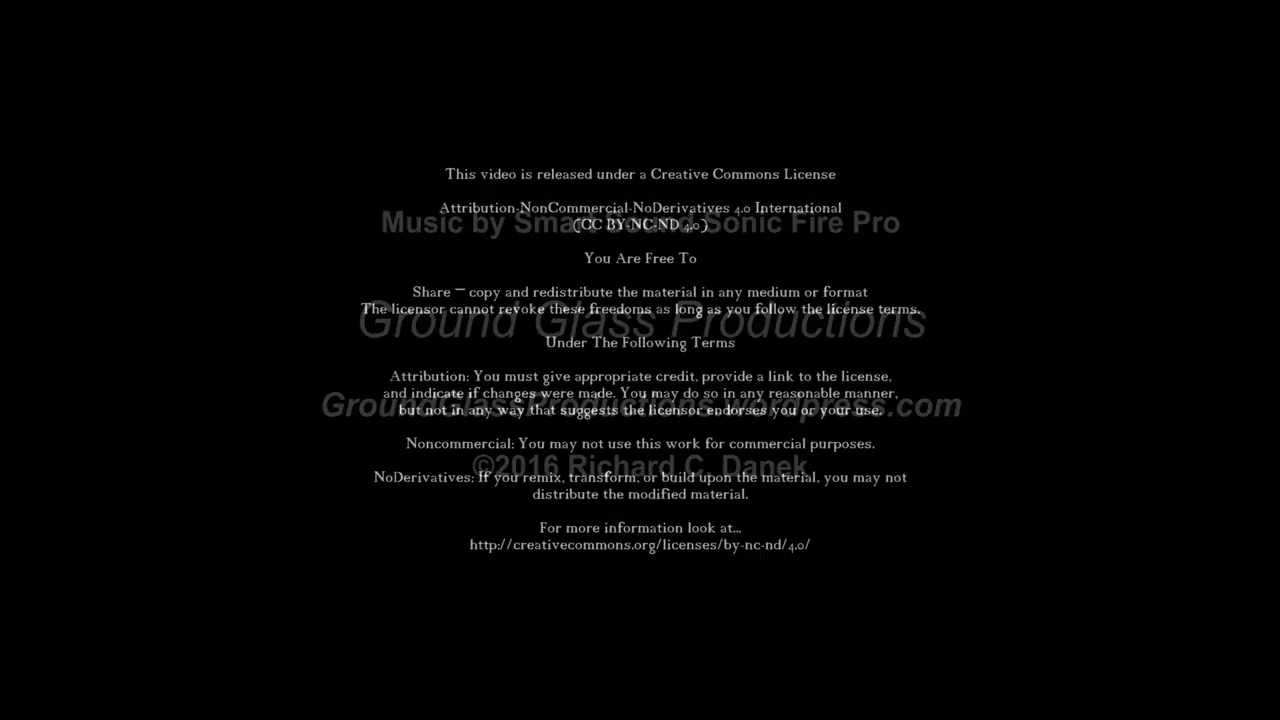 This video is released under a Creative Commons License
Attribution-NonCommercial-NoDerivatives 4.0 International
Music by Smart Sound Sonic Fire Pro
(CC BY-NC-ND 4.0)
You Are Free To
Share – copy and redistribute the material in any medium or format
The licensor cannot revoke these freedoms as long as you follow the license terms.
Ground Glass Productions
Under The Following Terms
Attribution: You must give appropriate credit, provide a link to the license,
and indicate if changes were made. You may do so in any reasonable manner,
GroundGlassProductions.wordpress.com
but not in any way that suggests the licensor endorses you or your use.
Noncommercial: You may not use this work for commercial purposes.
©2016 Richard C. Danek
NoDerivatives: If you remix, transform, or build upon the material, you may not
distribute the modified material.
For more information look at...
http://creativecommons.org/licenses/by-nc-nd/4.0/